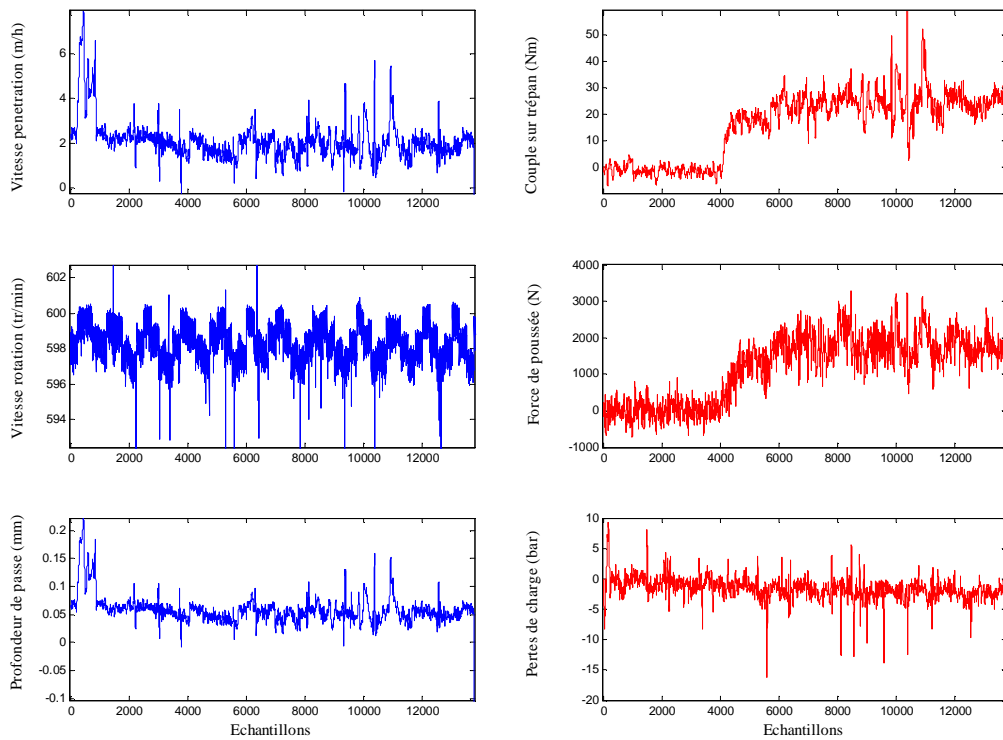 Vitesse penetration (m/h)
6
4
2
0
0 2000 4000 6000 8000 10000 12000
Couple sur trépan (Nm)
50
40
30
20
10
0
0 2000 4000 6000 8000 10000 12000
Vitesse rotation (tr/min)
602
600
598
596
594
0 2000 4000 6000 8000 10000 12000
Force de poussée (N)
4000
3000
2000
1000
0
-1000
0 2000 4000 6000 8000 10000 12000
Profondeur de passe (mm)
0.2
0.15
0.1
0.05
0
-0.05
-0.1
0 2000 4000 6000 8000 10000 12000
Echantillons
Pertes de charge (bar)
10
5
0
-5
-10
-15
-20
0 2000 4000 6000 8000 10000 12000
Echantillons